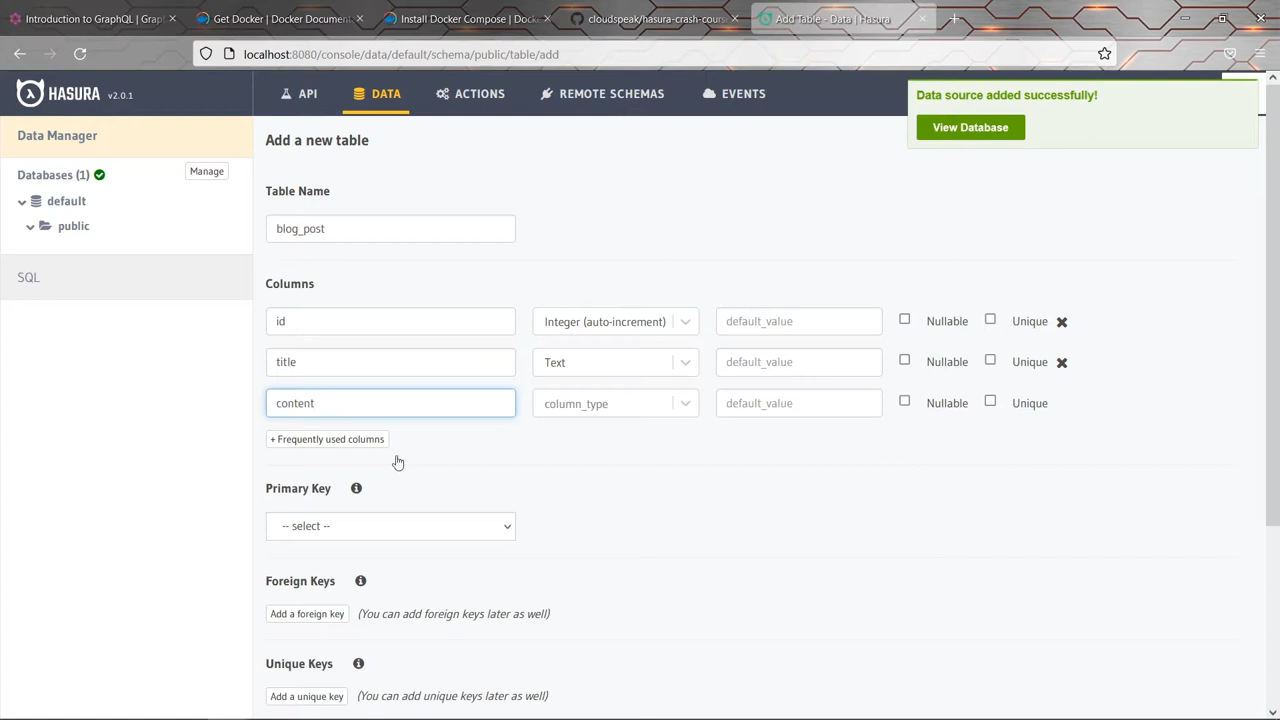 Introduction to GraphQL | Grap
Get Docker | Docker Document
Install Docker Compose | Dock
cloudspeak/hasura-crash-cours
Add Table - Data | Hasura
localhost:8080/console/data/default/schema/public/table/add
HASURA v2.0.1
API
DATA
ACTIONS
REMOTE SCHEMAS
EVENTS
Data source added successfully!
View Database
Data Manager
Databases (1)
Manage
default
public
SQL
Add a new table
Table Name
blog_post
Columns
id Integer (auto-increment) default_value Nullable Unique
title Text default_value Nullable Unique
content column_type default_value Nullable Unique
+ Frequently used columns
Primary Key
-- select --
Foreign Keys
Add a foreign key (You can add foreign keys later as well)
Unique Keys
Add a unique key (You can add unique keys later as well)